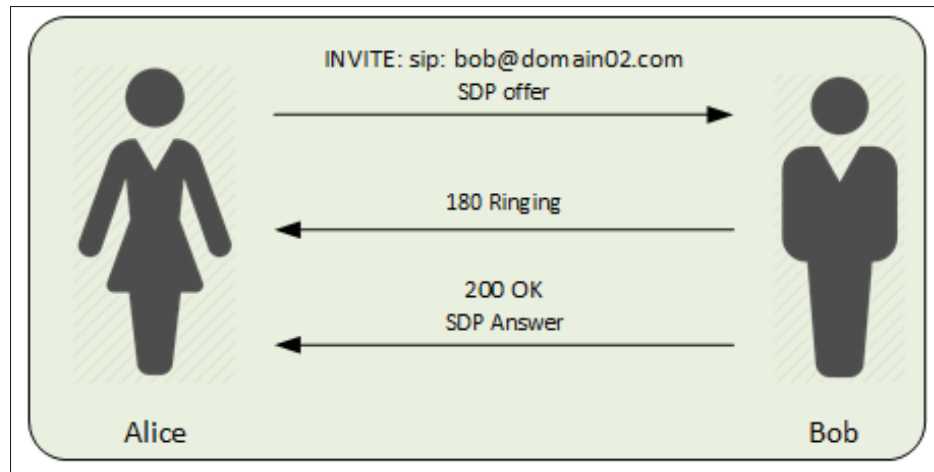 INVITE: sip: bob@domain02.com
SDP offer
180 Ringing
200 OK
SDP Answer
Alice
Bob